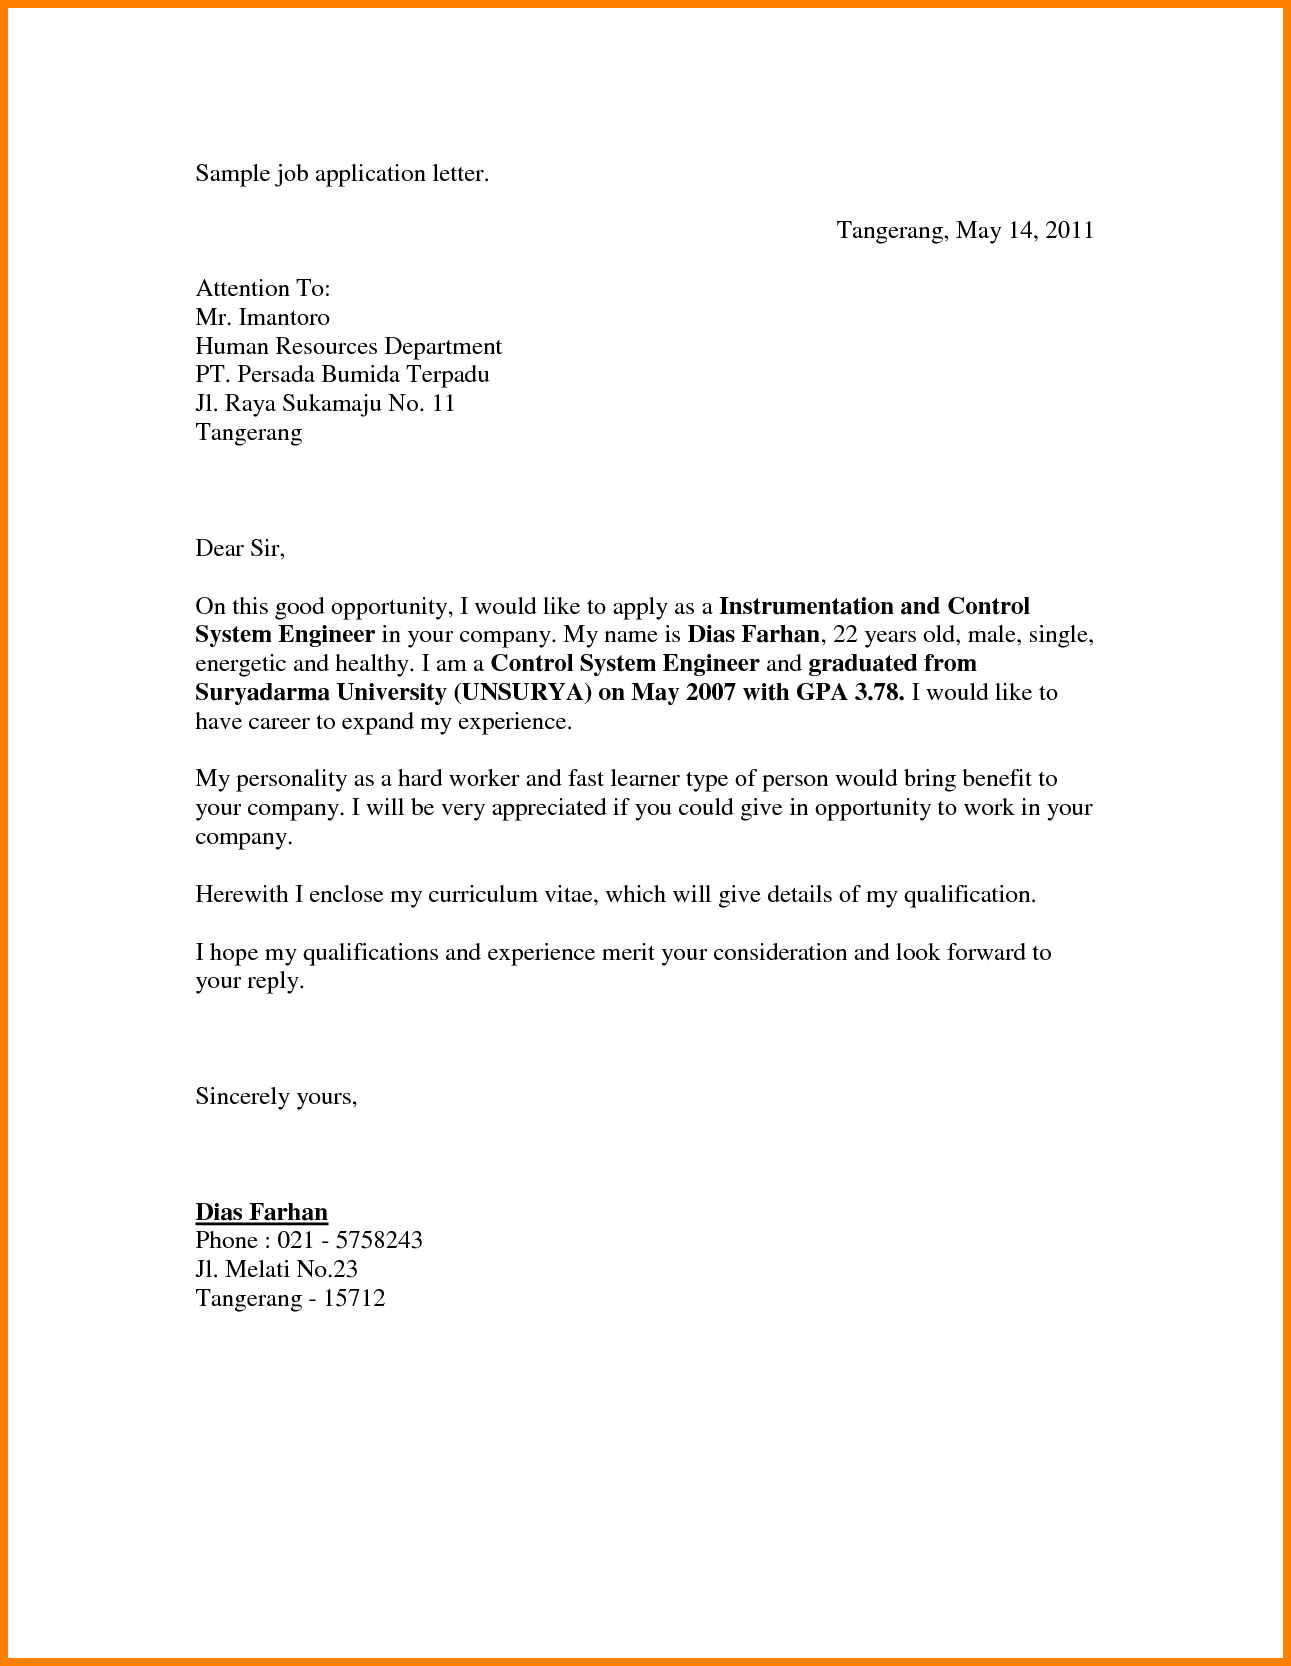 Sample job application letter.
Tangerang, May 14, 2011
Attention To:
Mr. Imantoro
Human Resources Department
PT. Persada Bumida Terpadu
Jl. Raya Sukamaju No. 11
Tangerang
Dear Sir,
On this good opportunity, I would like to apply as a Instrumentation and Control
System Engineer in your company. My name is Dias Farhan, 22 years old, male, single,
energetic and healthy. I am a Control System Engineer and graduated from
Suryadarma University (UNSURYA) on May 2007 with GPA 3.78. I would like to
have career to expand my experience.
My personality as a hard worker and fast learner type of person would bring benefit to
your company. I will be very appreciated if you could give in opportunity to work in your
company.
Herewith I enclose my curriculum vitae, which will give details of my qualification.
I hope my qualifications and experience merit your consideration and look forward to
your reply.
Sincerely yours,
Dias Farhan
Phone : 021 - 5758243
Jl. Melati No.23
Tangerang - 15712